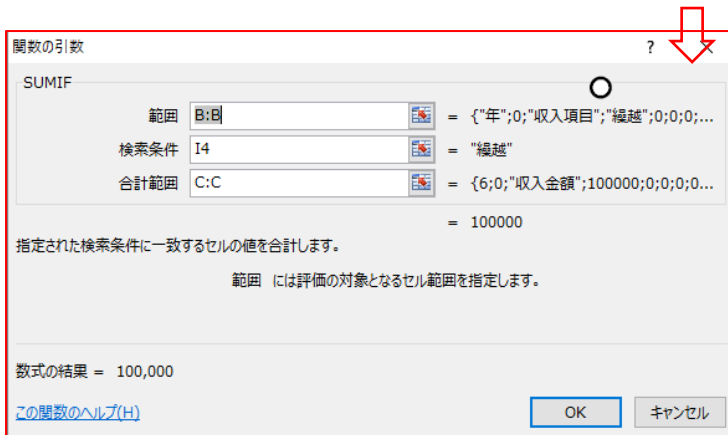 関数の引数 ?
SUMIF
範囲 B:B = {"年";0;"収入項目";"繰越";0;0;0;...
検索条件 I4 = "繰越"
合計範囲 C:C = {6;0;"収入金額";100000;0;0;0;0...
= 100000
指定された検索条件に一致するセルの値を合計します。
範囲 には評価の対象となるセル範囲を指定します。
数式の結果 = 100,000
この関数のヘルプ(H) OK キャンセル